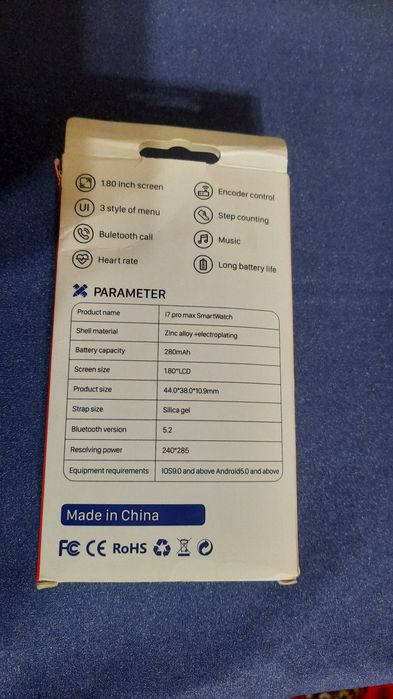 1.80 Inch screen
Encoder control
UI
3 style of menu
Step counting
Buletooth call
Music
Heart rate
Long battery life
PARAMETER
Product name i7 pro max SmartWatch
Shell material Zinc alloy +electroplating
Battery capacity 280mAh
Screen size 1.80"LCD
Product size 44.0*38.0*10.9mm
Strap size Silica gel
Bluetooth version 5.2
Resolving power 240*285
Equipment requirements IOS9.0 and above Android5.0 and above
Made in China
FC CE RoHS